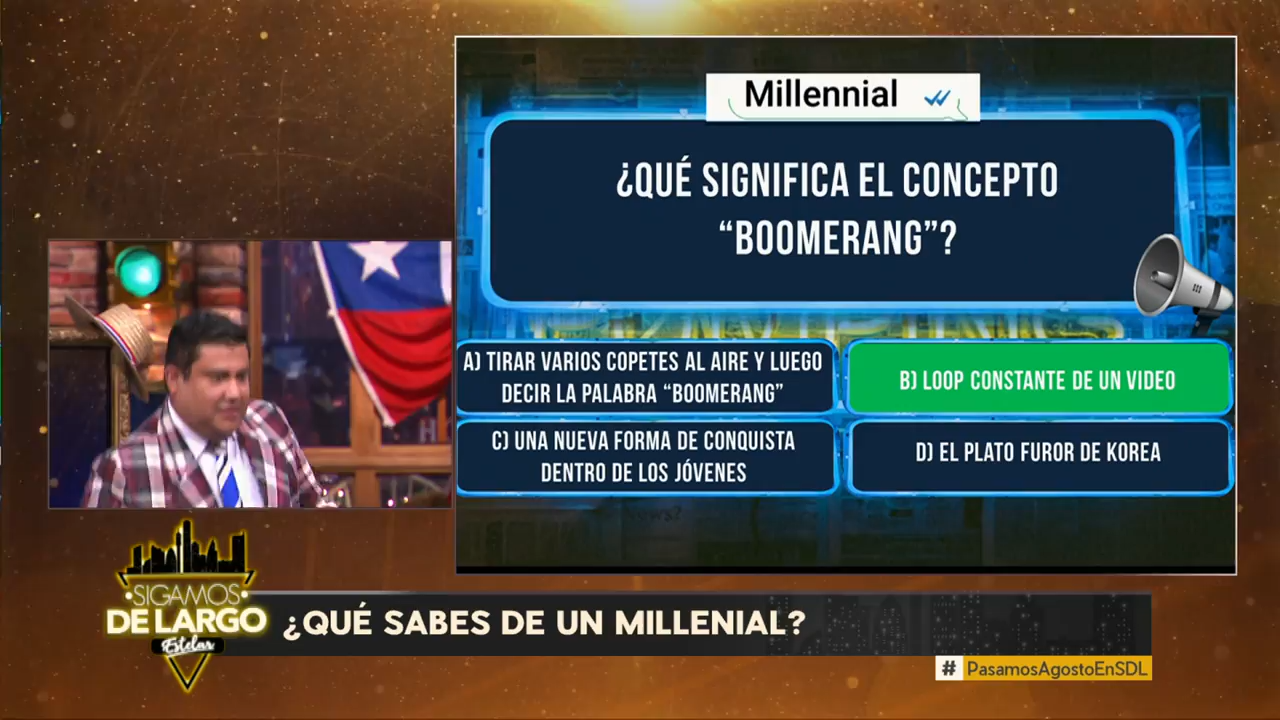 Millennial
¿QUÉ SIGNIFICA EL CONCEPTO
“BOOMERANG”?
A) TIRAR VARIOS COPETES AL AIRE Y LUEGO
DECIR LA PALABRA “BOOMERANG”
B) LOOP CONSTANTE DE UN VIDEO
C) UNA NUEVA FORMA DE CONQUISTA
DENTRO DE LOS JÓVENES
D) EL PLATO FUROR DE KOREA
•SIGAMOS•
DE LARGO
Estelar
¿QUÉ SABES DE UN MILLENIAL?
# PasamosAgostoEnSDL